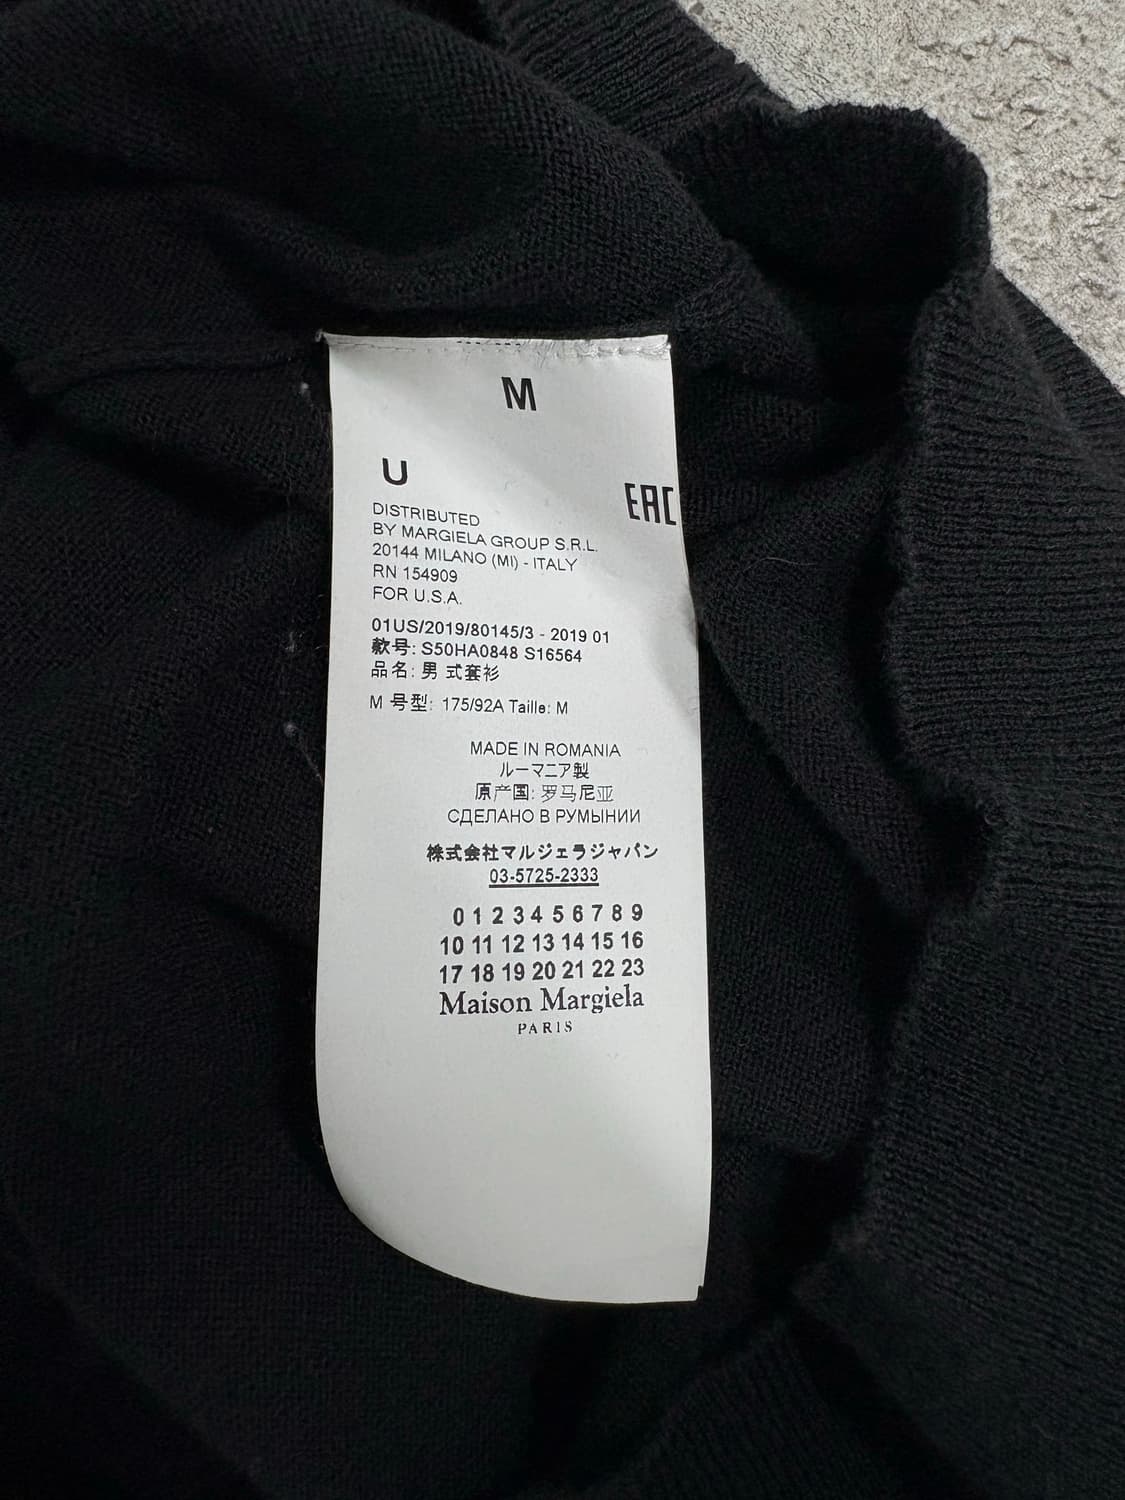 M
U
EAC
DISTRIBUTED
BY MARGIELA GROUP S.R.L.
20144 MILANO (MI) - ITALY
RN 154909
FOR U.S.A.
01US/2019/80145/3 - 2019 01
款号: S50HA0848 S16564
品名: 男 式套衫
M 号型: 175/92A Taille: M
MADE IN ROMANIA
ルーマニア製
原产国: 罗马尼亚
СДЕЛАНО В РУМЫНИИ
株式会社マルジェラジャパン
03-5725-2333
0 1 2 3 4 5 6 7 8 9
10 11 12 13 14 15 16
17 18 19 20 21 22 23
Maison Margiela
PARIS